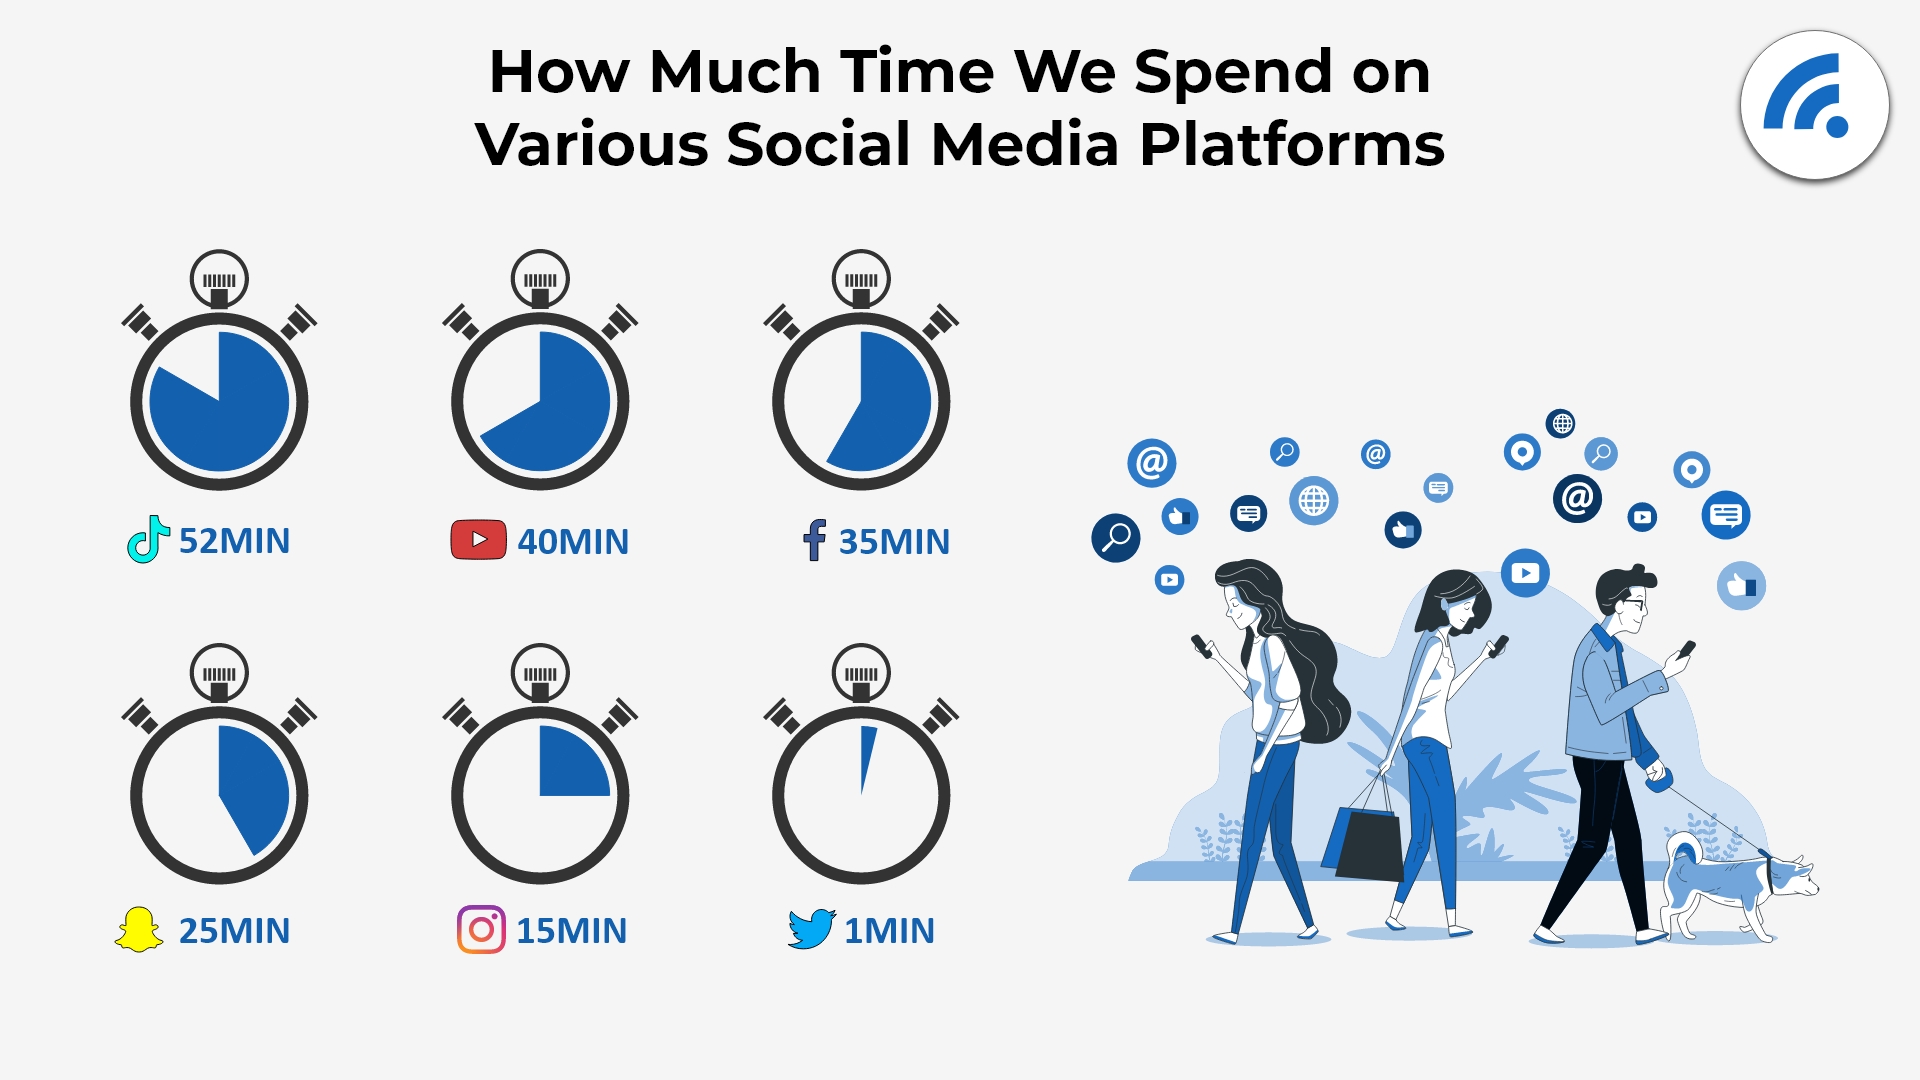 How Much Time We Spend on
Various Social Media Platforms
52MIN
40MIN
35MIN
25MIN
15MIN
1MIN